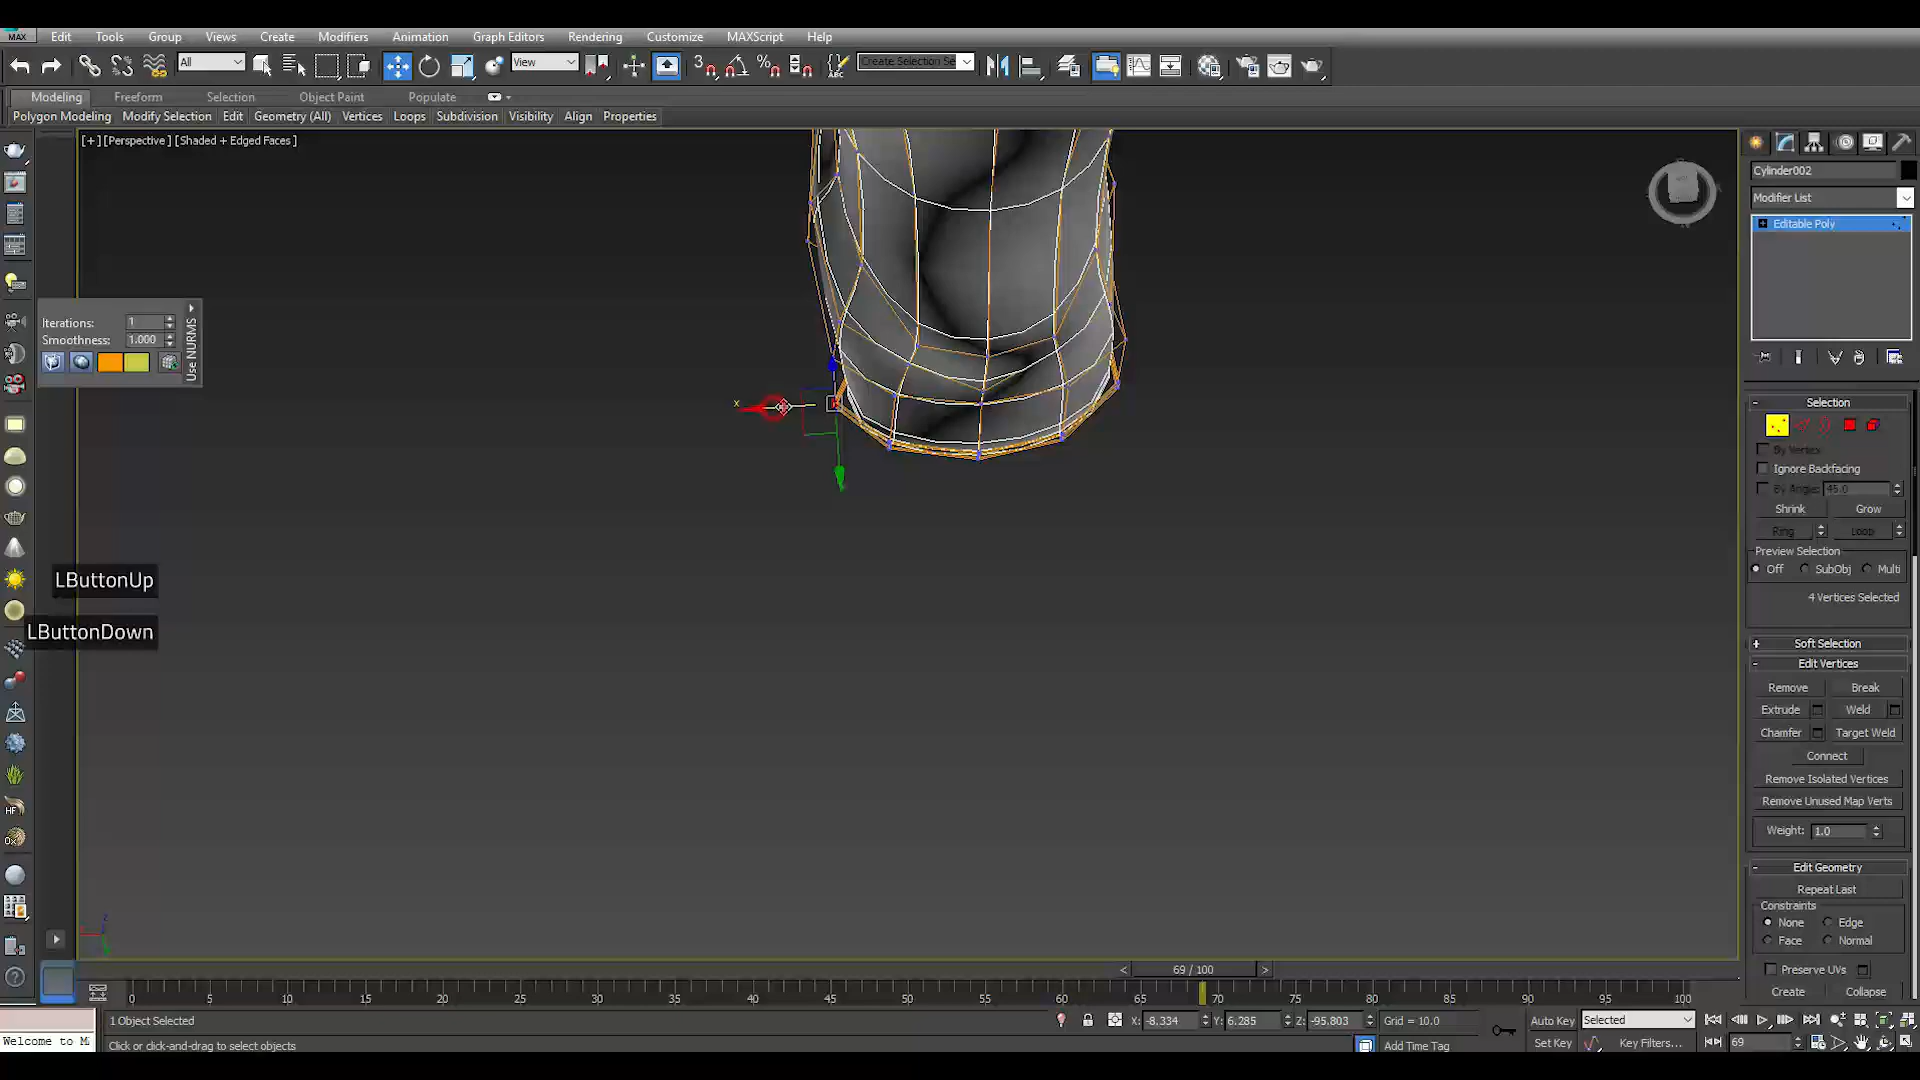 MAX Edit Tools Group Views Create Modifiers Animation Graph Editors Rendering Customize MAXScript Help
All View Create Selection Se
Modeling Freeform Selection Object Paint Populate
Polygon Modeling Modify Selection Edit Geometry (All) Vertices Loops Subdivision Visibility Align Properties
[+] [Perspective ] [Shaded + Edged Faces ]
Cylinder002
Modifier List
Editable Poly
Iterations: 1
Smoothness: 1.000
Use NURMS
x
LButtonUp
LButtonDown
Selection
By Vertex
Ignore Backfacing
By Angle: 45.0
Shrink Grow
Ring Loop
Preview Selection
Off SubObj Multi
4 Vertices Selected
Soft Selection
Edit Vertices
Remove Break
Extrude Weld
Chamfer Target Weld
Connect
Remove Isolated Vertices
Remove Unused Map Verts
Weight: 1.0
Edit Geometry
Repeat Last
Constraints
None Edge
Face Normal
Preserve UVs
Create Collapse
HF
z
< 69 / 100 >
0 5 10 15 20 25 30 35 40 45 50 55 60 65 70 75 80 85 90 95 100
1 Object Selected X: -8.334 Y: 6.285 Z: -95.803 Grid = 10.0 Auto Key Selected
Welcome to M Click or click-and-drag to select objects Add Time Tag Set Key Key Filters... 69